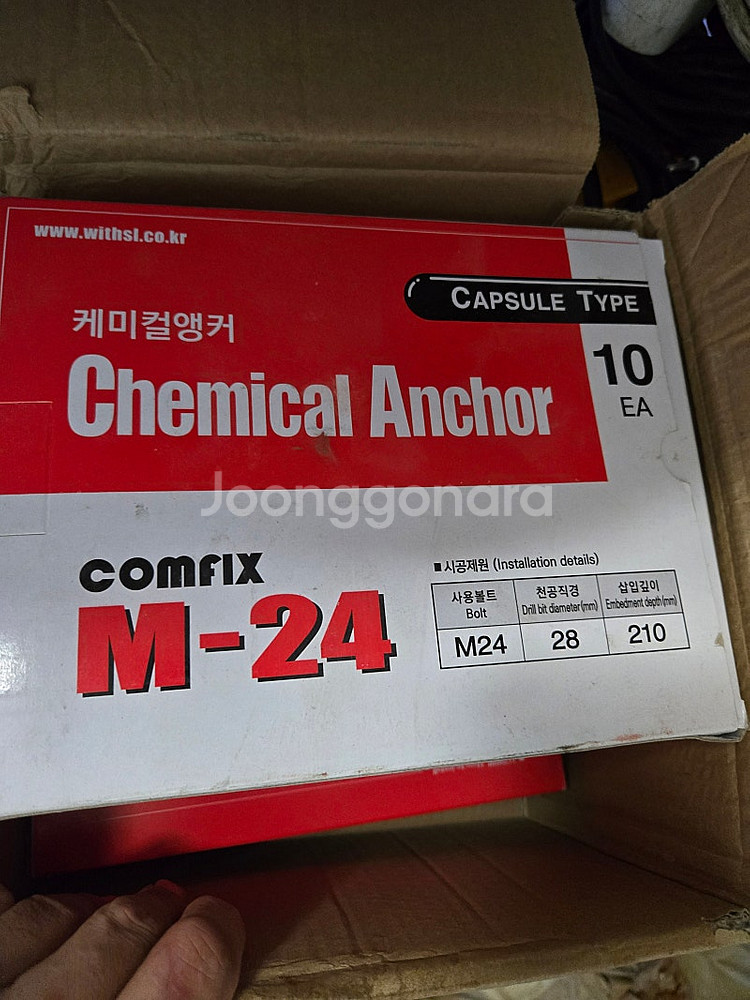 www.withsl.co.kr
CAPSULE TYPE
케미컬앵커
Chemical Anchor
10
EA
Joonggonara
COMFIX
M-24
■시공제원 (Installation details)
사용볼트 천공직경 삽입깊이
Bolt Drill bit diameter(mm) Embedment depth(mm)
M24 28 210